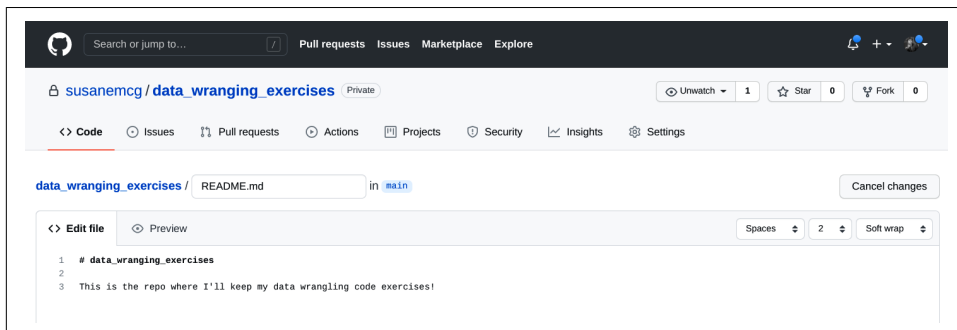 Search or jump to... / Pull requests Issues Marketplace Explore
susanemcg / data_wranging_exercises Private Unwatch 1 Star 0 Fork 0
<> Code Issues Pull requests Actions Projects Security Insights Settings
data_wranging_exercises / README.md in main Cancel changes
<> Edit file Preview Spaces 2 Soft wrap
1 # data_wranging_exercises
2
3 This is the repo where I'll keep my data wrangling code exercises!